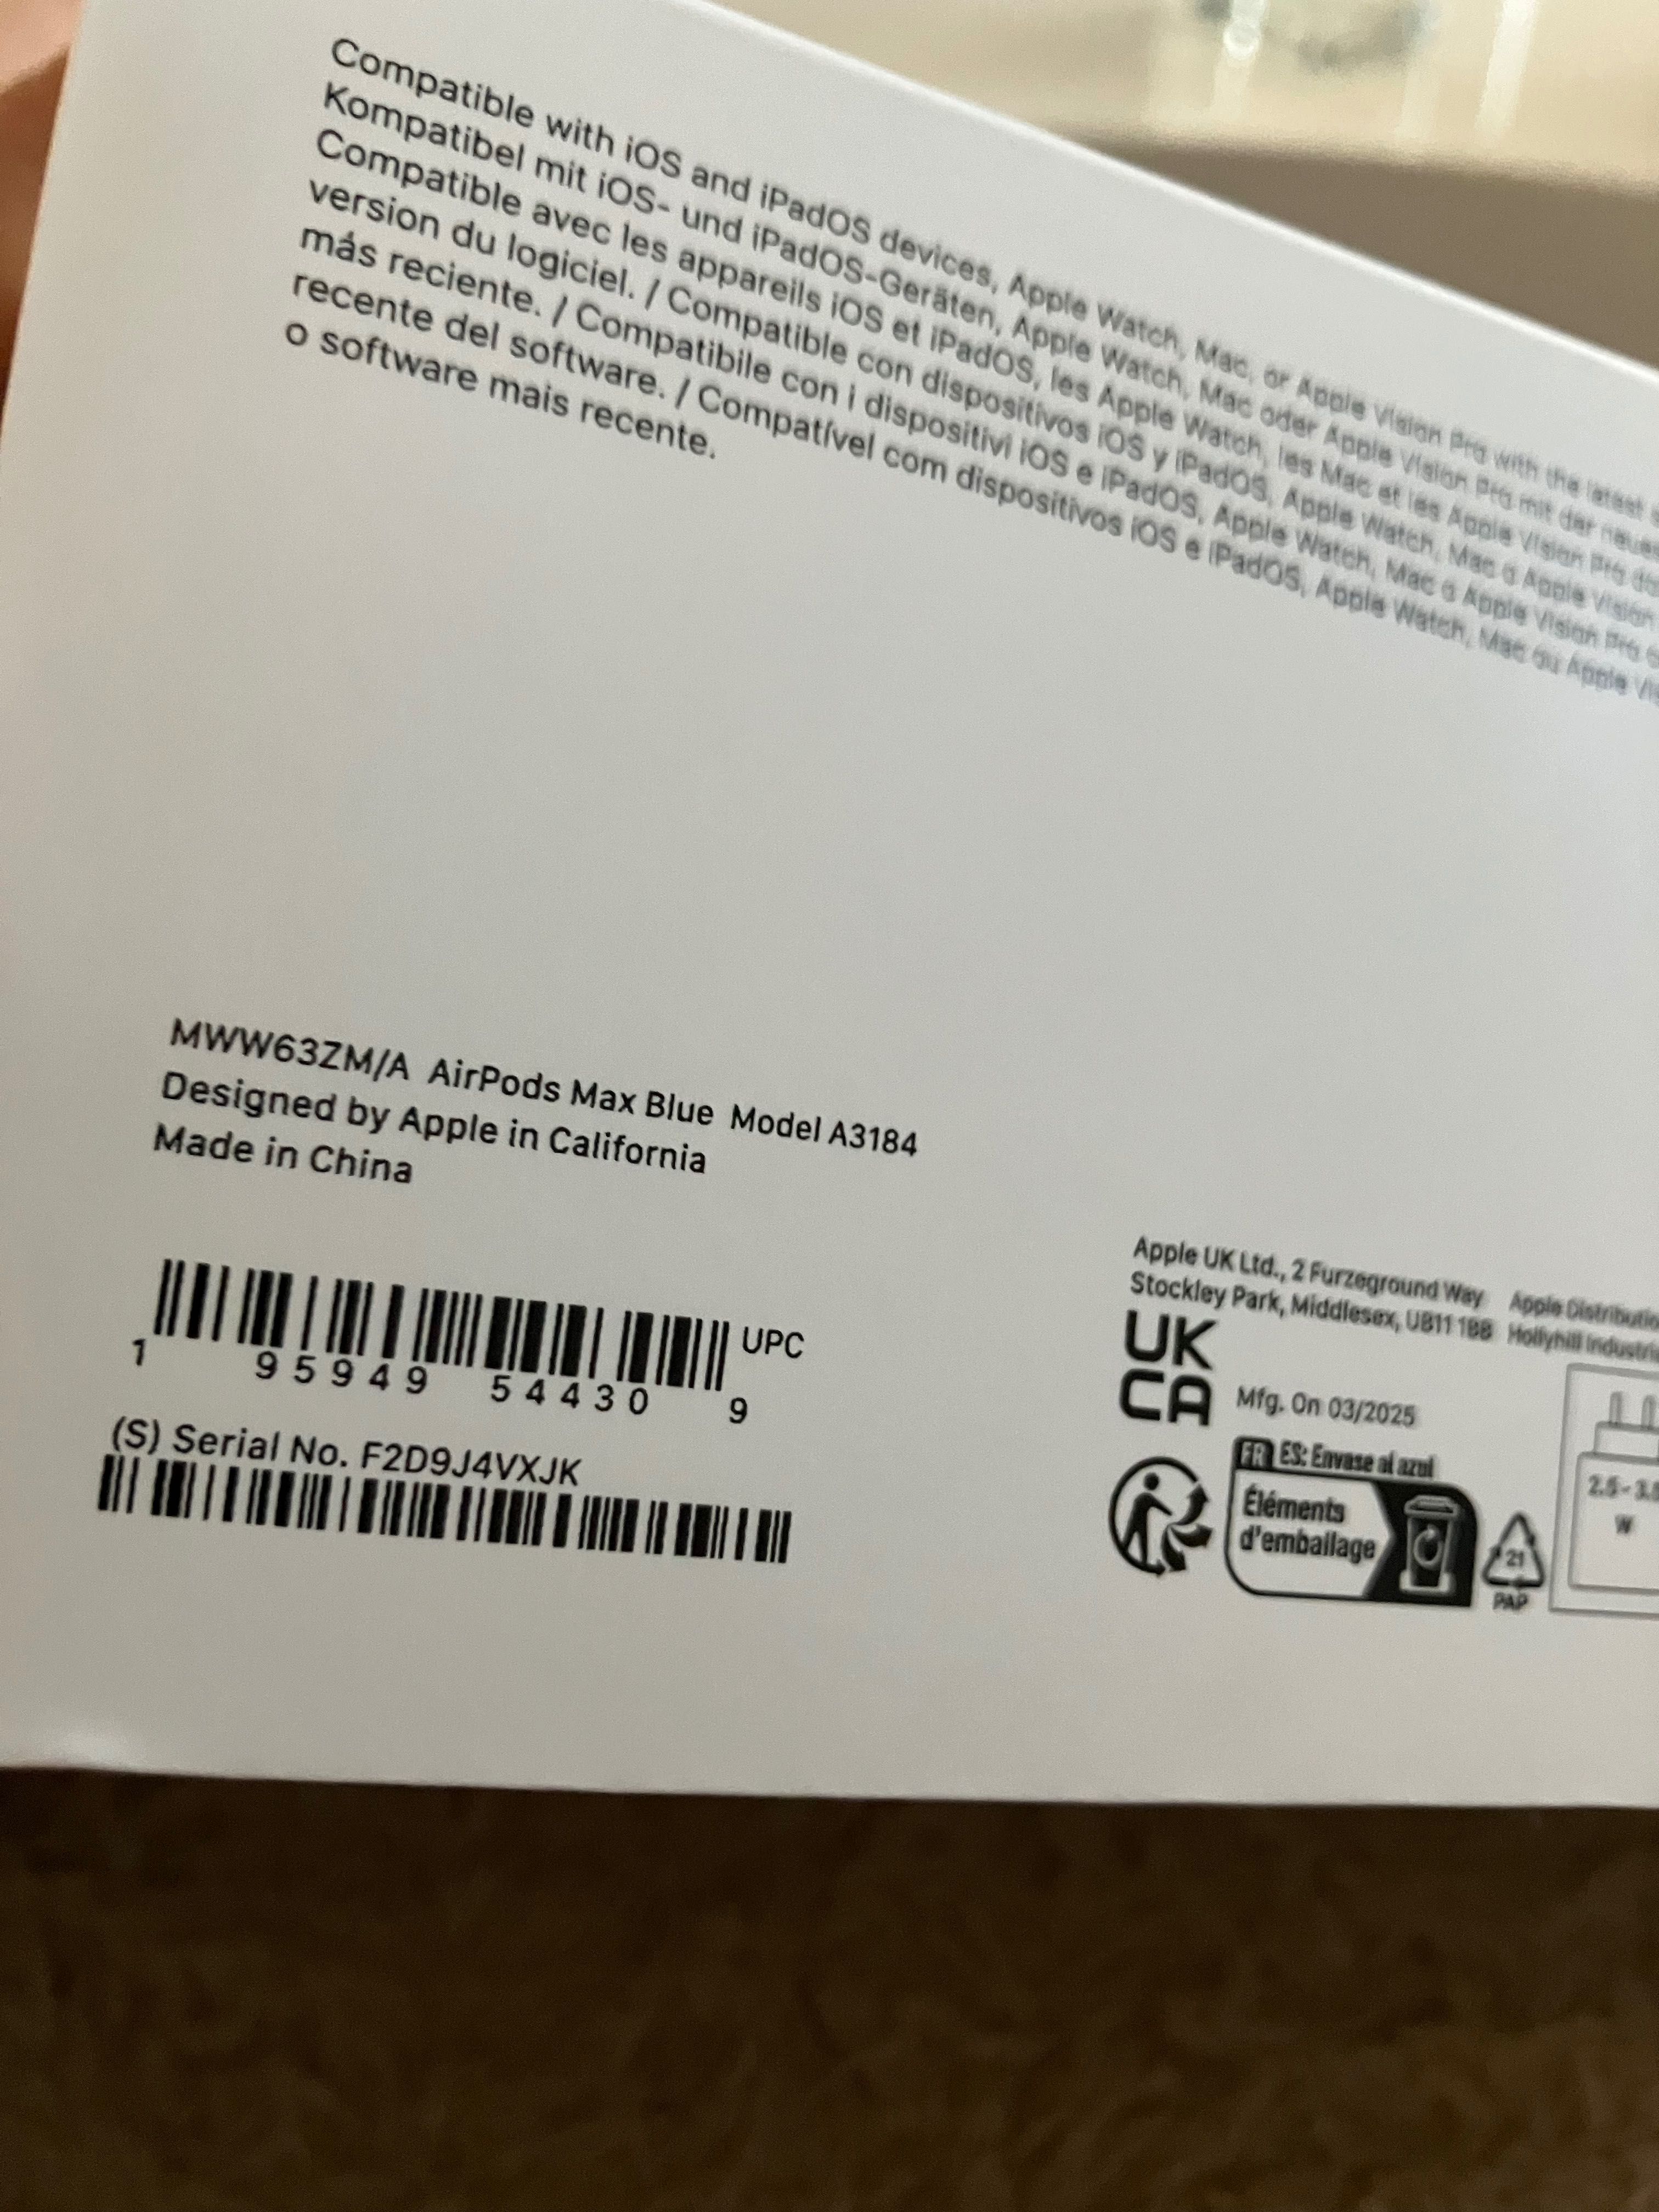 Compatible with iOS and iPadOS devices, Apple Watch, Mac, or Apple Vision Pro with the latest
Kompatibel mit iOS- und iPadOS-Geräten, Apple Watch, Mac oder Apple Vision Pro mit der
Compatible avec les appareils iOS et iPadOS, les Apple Watch, les Mac et les Apple Vision Pro
version du logiciel. / Compatible con dispositivos iOS y iPadOS, Apple Watch, Mac o Apple Vision
más reciente. / Compatibile con i dispositivi iOS e iPadOS, Apple Watch, Mac o Apple Vision Pro
recente del software. / Compatível com dispositivos iOS e iPadOS, Apple Watch, Mac ou Apple
o software mais recente.
MWW63ZM/A AirPods Max Blue Model A3184
Designed by Apple in California
Made in China
UPC
1 95949 54430 9
(S) Serial No. F2D9J4VXJK
Apple UK Ltd., 2 Furzeground Way
Stockley Park, Middlesex, UB11 1BB
Apple
Hollyhill
UK
CA
Mfg. On 03/2025
FR ES: Envase al azul
Éléments
d'emballage
21
PAP
W